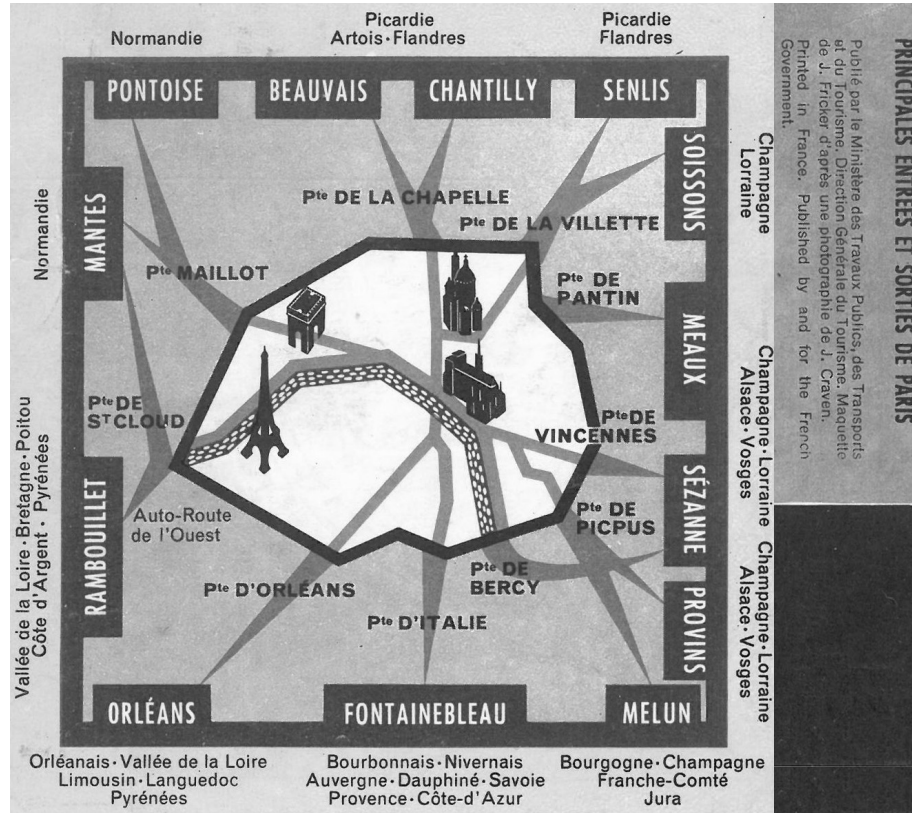 Normandie
Picardie
Artois·Flandres
Picardie
Flandres
PONTOISE
BEAUVAIS
CHANTILLY
SENLIS
SOISSONS
Champagne
Lorraine
MANTES
Normandie
Pte DE LA CHAPELLE
Pte DE LA VILLETTE
Pte MAILLOT
Pte DE
PANTIN
MEAUX
Champagne·Lorraine
Alsace·Vosges
Pte DE
ST CLOUD
Pte DE
VINCENNES
RAMBOUILLET
Vallée de la Loire·Bretagne·Poitou
Côte d'Argent · Pyrénées
Auto-Route
de l'Ouest
Pte DE
PICPUS
SÉZANNE
Pte D'ORLÉANS
Pte DE
BERCY
Pte D'ITALIE
PROVINS
Champagne·Lorraine
Alsace·Vosges
ORLÉANS
FONTAINEBLEAU
MELUN
Orléanais·Vallée de la Loire
Limousin·Languedoc
Pyrénées
Bourbonnais·Nivernais
Auvergne·Dauphiné·Savoie
Provence·Côte-d'Azur
Bourgogne·Champagne
Franche-Comté
Jura
PRINCIPALES ENTRÉES ET SORTIES DE PARIS
Publié par le Ministère des Travaux Publics, des Transports
et du Tourisme. Direction Générale du Tourisme. Maquette
de J. Fricker d'après une photographie de J. Craven.
Printed in France. Published by and for the French
Government.